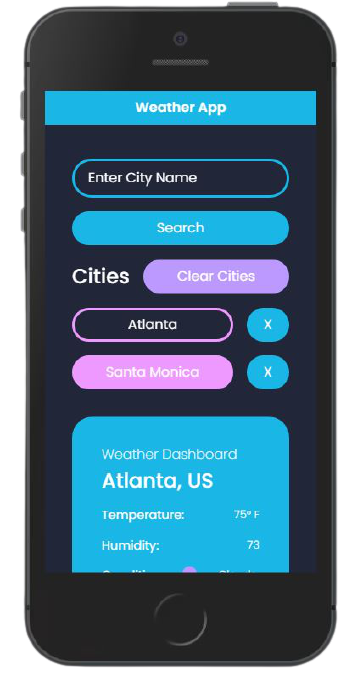 Weather App
Enter City Name
Search
Cities Clear Cities
Atlanta X
Santa Monica X
Weather Dashboard
Atlanta, US
Temperature: 75° F
Humidity: 73